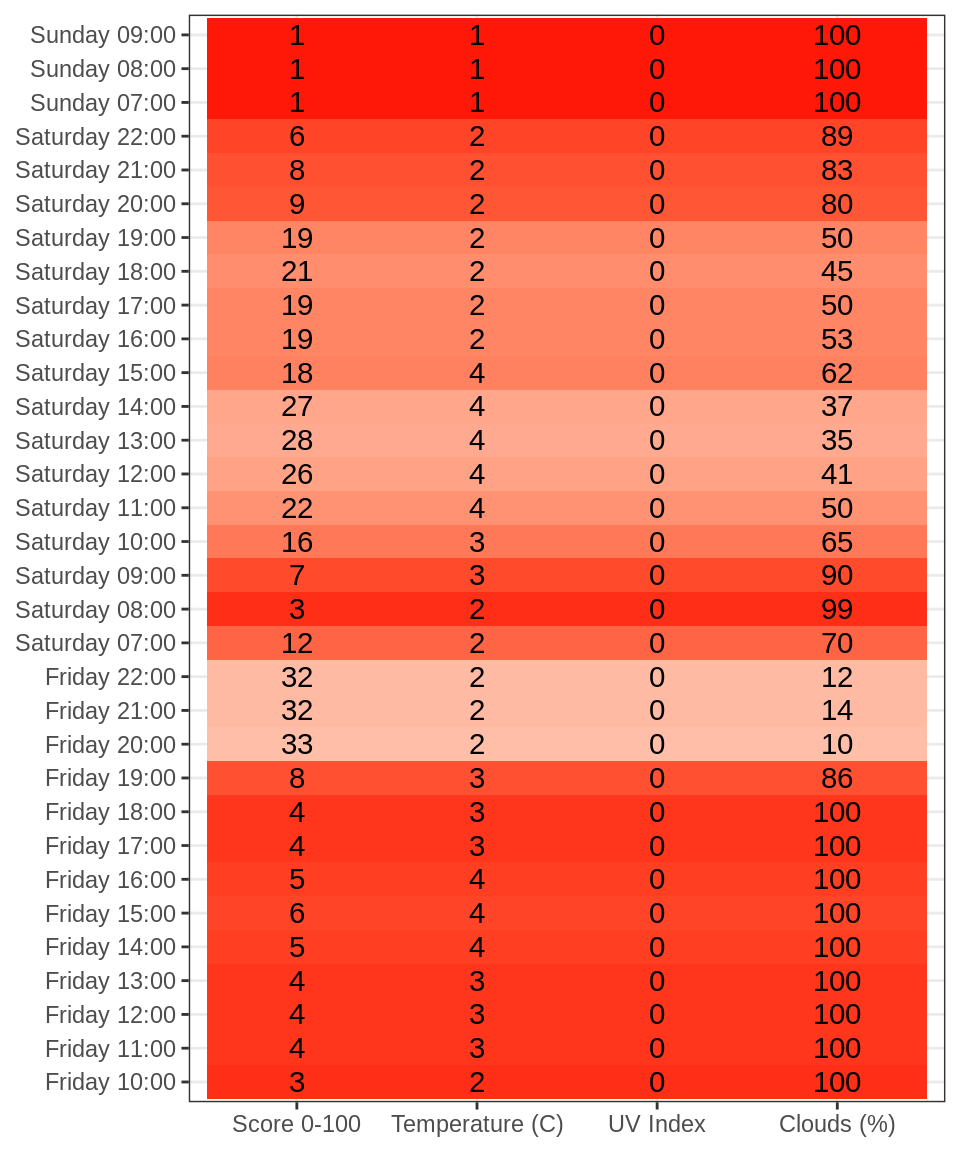 Sunday 09:00 1 1 0 100
Sunday 08:00 1 1 0 100
Sunday 07:00 1 1 0 100
Saturday 22:00 6 2 0 89
Saturday 21:00 8 2 0 83
Saturday 20:00 9 2 0 80
Saturday 19:00 19 2 0 50
Saturday 18:00 21 2 0 45
Saturday 17:00 19 2 0 50
Saturday 16:00 19 2 0 53
Saturday 15:00 18 4 0 62
Saturday 14:00 27 4 0 37
Saturday 13:00 28 4 0 35
Saturday 12:00 26 4 0 41
Saturday 11:00 22 4 0 50
Saturday 10:00 16 3 0 65
Saturday 09:00 7 3 0 90
Saturday 08:00 3 2 0 99
Saturday 07:00 12 2 0 70
Friday 22:00 32 2 0 12
Friday 21:00 32 2 0 14
Friday 20:00 33 2 0 10
Friday 19:00 8 3 0 86
Friday 18:00 4 3 0 100
Friday 17:00 4 3 0 100
Friday 16:00 5 4 0 100
Friday 15:00 6 4 0 100
Friday 14:00 5 4 0 100
Friday 13:00 4 3 0 100
Friday 12:00 4 3 0 100
Friday 11:00 4 3 0 100
Friday 10:00 3 2 0 100
Score 0-100 Temperature (C) UV Index Clouds (%)